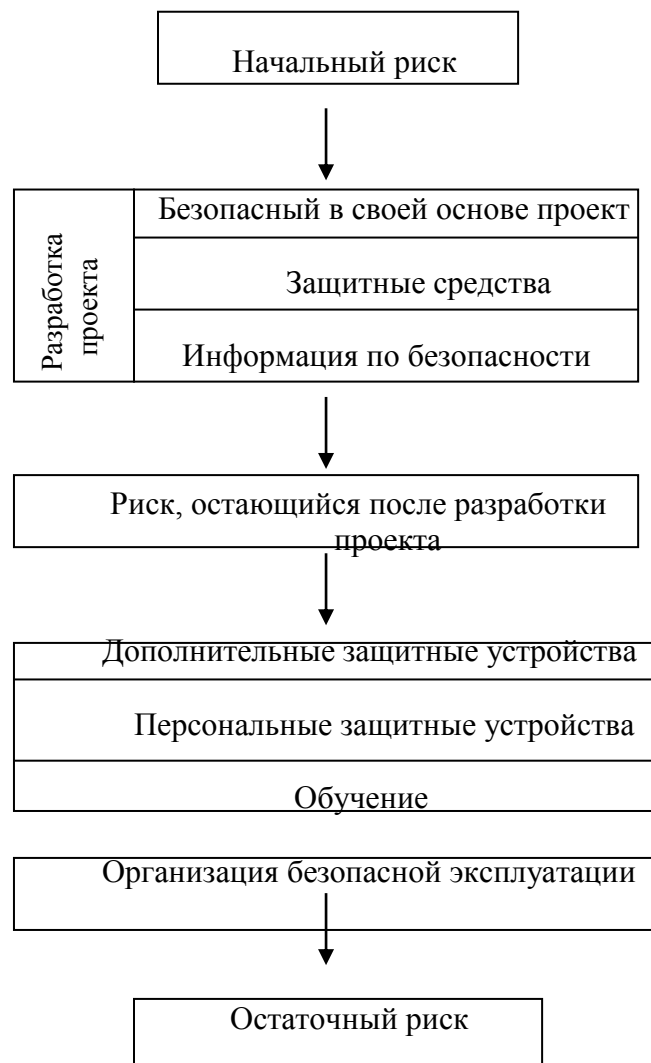 Начальный риск
Разработка
проекта
Безопасный в своей основе проект
Защитные средства
Информация по безопасности
Риск, остающийся после разработки
проекта
Дополнительные защитные устройства
Персональные защитные устройства
Обучение
Организация безопасной эксплуатации
Остаточный риск